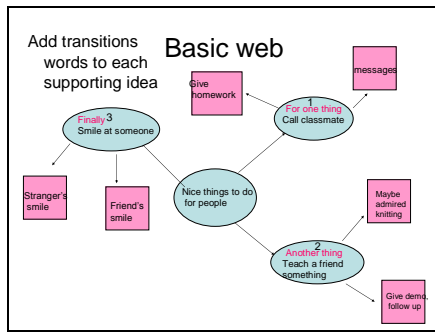 Add transitions
words to each
supporting idea
Basic web
Give
homework
messages
1
For one thing
Call classmate
3
Finally
Smile at someone
Stranger's
smile
Friend's
smile
Nice things to do
for people
Maybe
admired
knitting
2
Another thing
Teach a friend
something
Give demo,
follow up